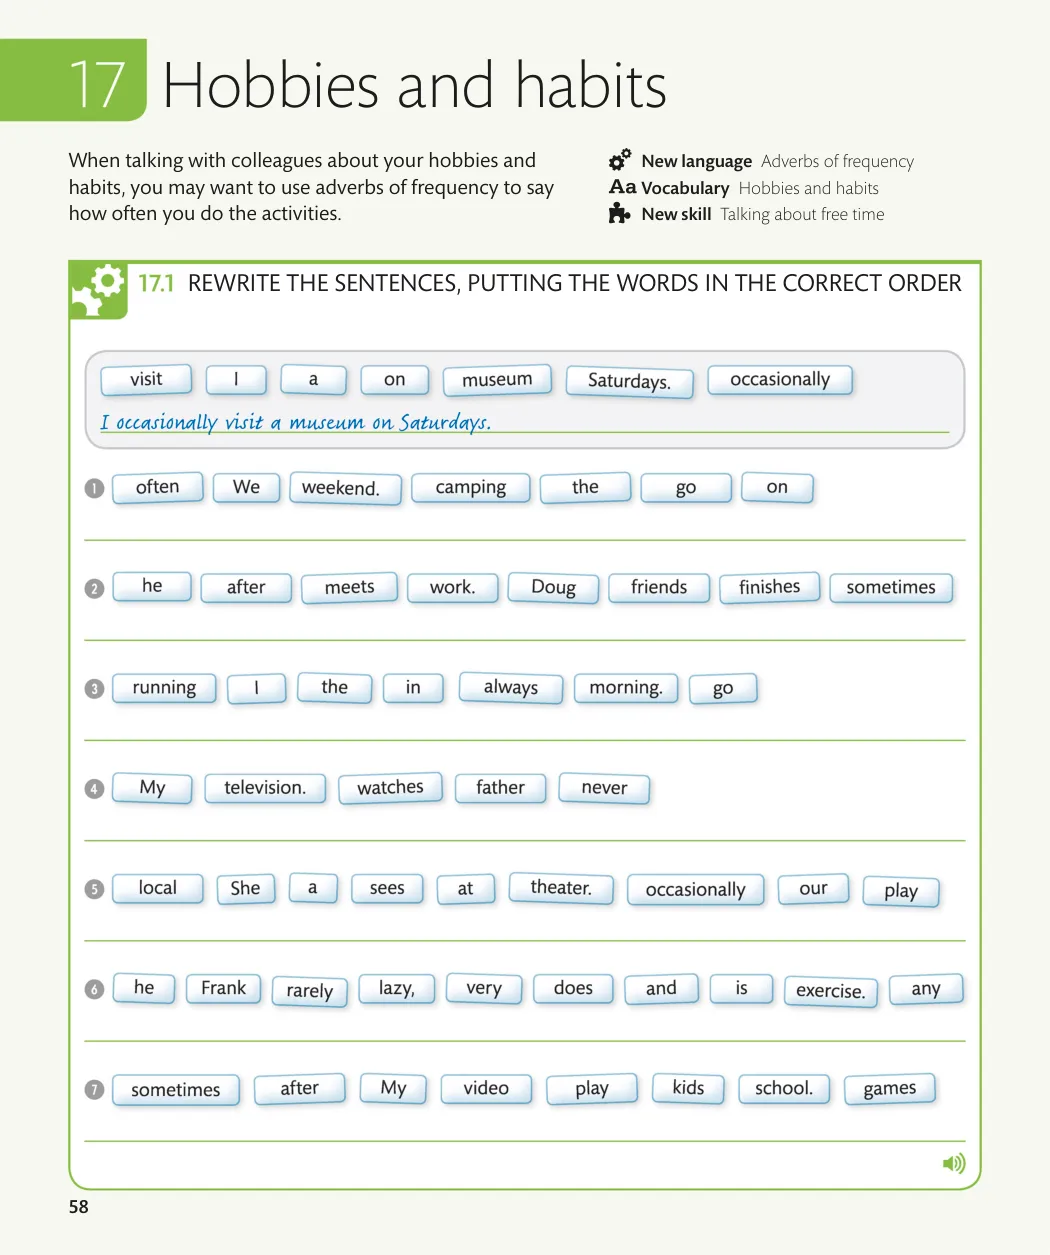 17 Hobbies and habits
When talking with colleagues about your hobbies and
habits, you may want to use adverbs of frequency to say
how often you do the activities.
New language Adverbs of frequency
Aa Vocabulary Hobbies and habits
New skill Talking about free time
17.1 REWRITE THE SENTENCES, PUTTING THE WORDS IN THE CORRECT ORDER
visit I a on museum Saturdays. occasionally
I occasionally visit a museum on Saturdays.
1 often We weekend. camping the go on
2 he after meets work. Doug friends finishes sometimes
3 running I the in always morning. go
4 My television. watches father never
5 local She a sees at theater. occasionally our play
6 he Frank rarely lazy, very does and is exercise. any
7 sometimes after My video play kids school. games
58